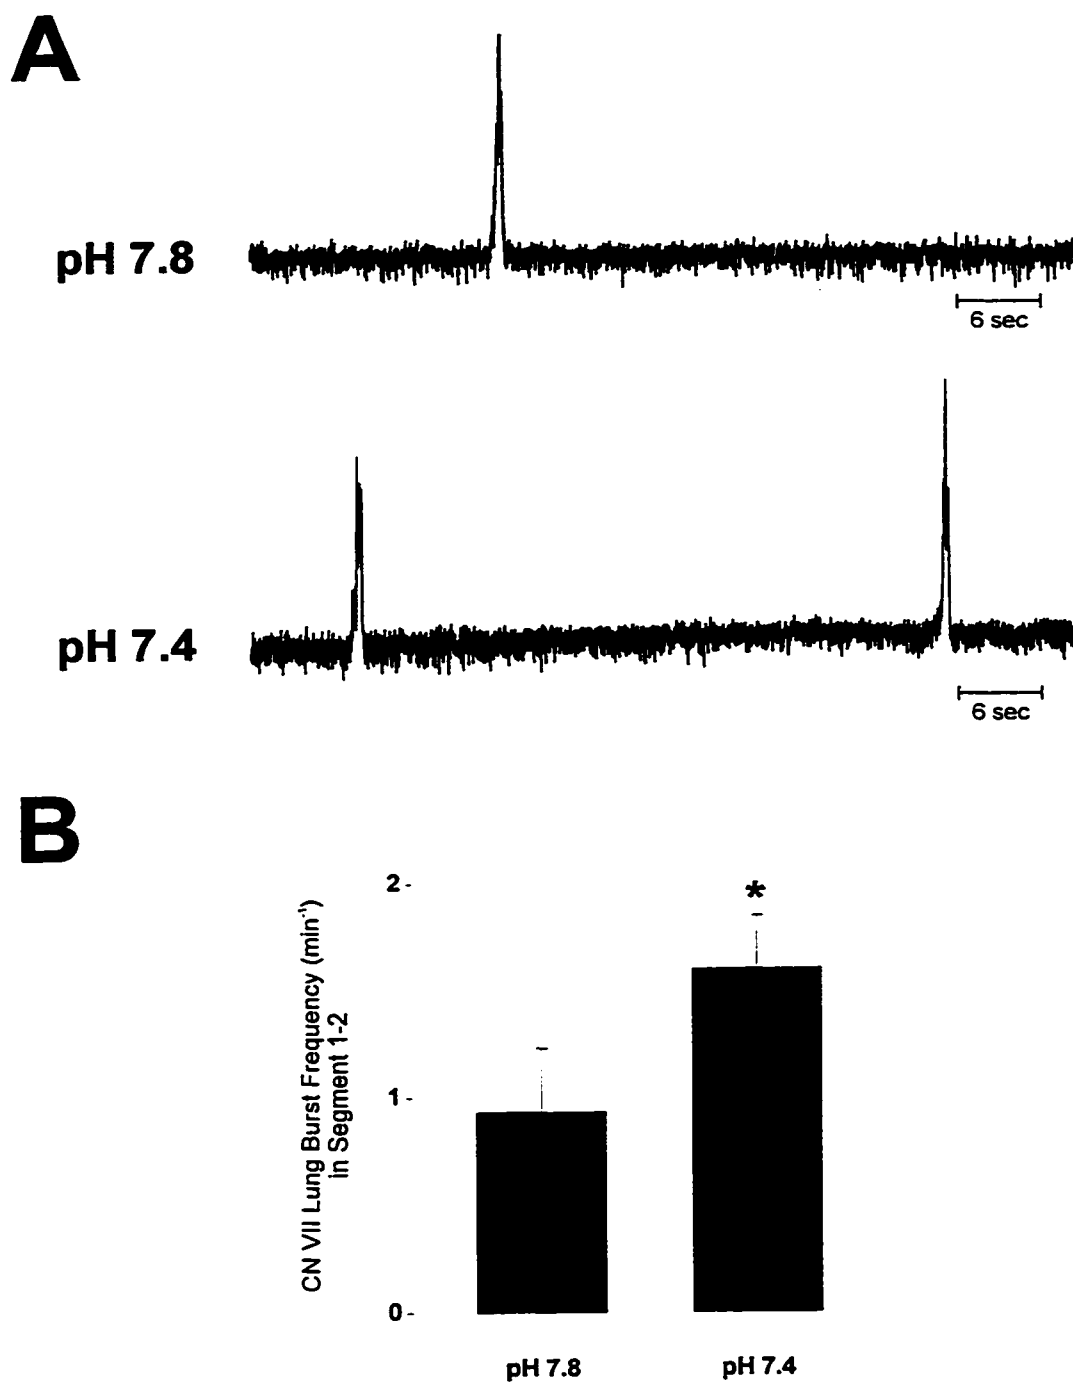 A
pH 7.8
6 sec
pH 7.4
6 sec
B
CN VII Lung Burst Frequency (min⁻¹)
in Segment 1-2
2
*
1
0
pH 7.8
pH 7.4